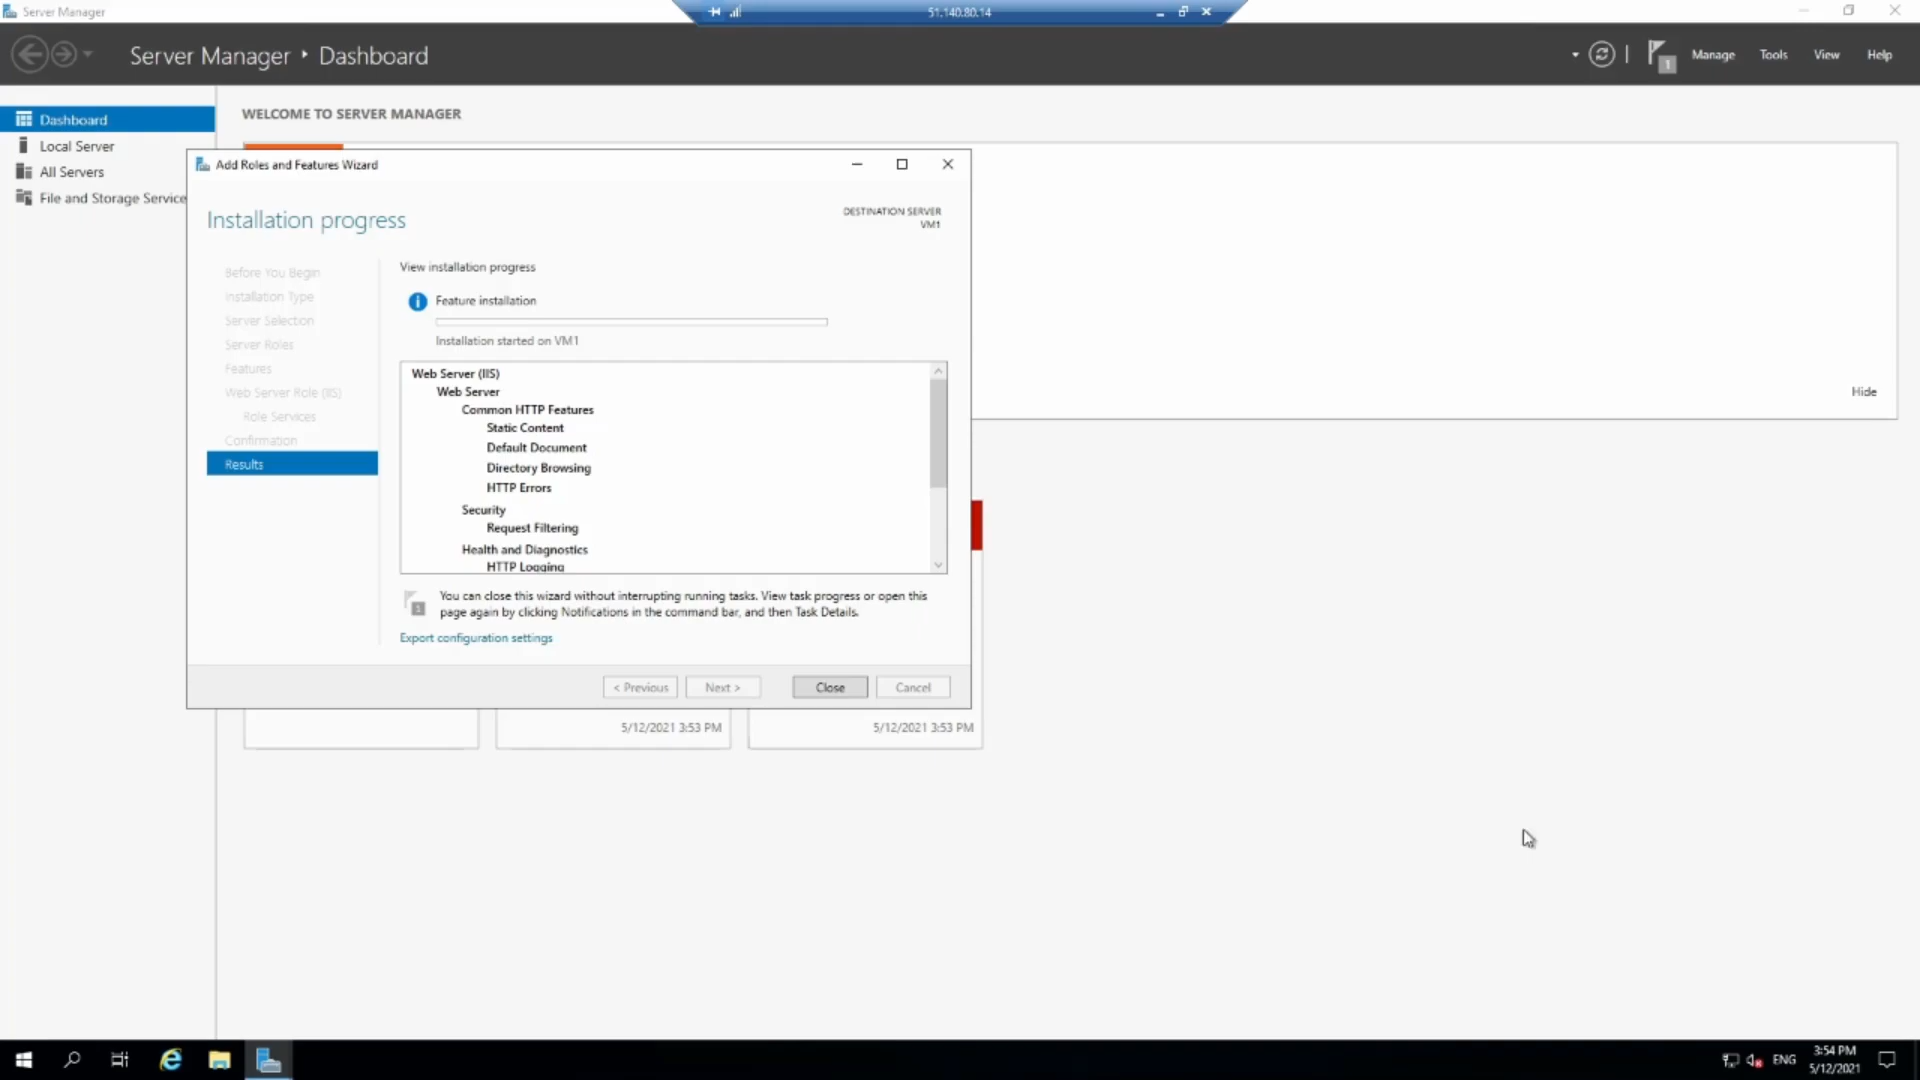 Server Manager
51.140.80.14
Server Manager ‣ Dashboard
1
Manage
Tools
View
Help
Dashboard
Local Server
All Servers
File and Storage Service
WELCOME TO SERVER MANAGER
Add Roles and Features Wizard
Installation progress
DESTINATION SERVER
VM1
Before You Begin
Installation Type
Server Selection
Server Roles
Features
Web Server Role (IIS)
Role Services
Confirmation
Results
View installation progress
Feature installation
Installation started on VM1
Web Server (IIS)
Web Server
Common HTTP Features
Static Content
Default Document
Directory Browsing
HTTP Errors
Security
Request Filtering
Health and Diagnostics
HTTP Logging
1
You can close this wizard without interrupting running tasks. View task progress or open this
page again by clicking Notifications in the command bar, and then Task Details.
Export configuration settings
< Previous
Next >
Close
Cancel
Hide
5/12/2021 3:53 PM
5/12/2021 3:53 PM
ENG
3:54 PM
5/12/2021